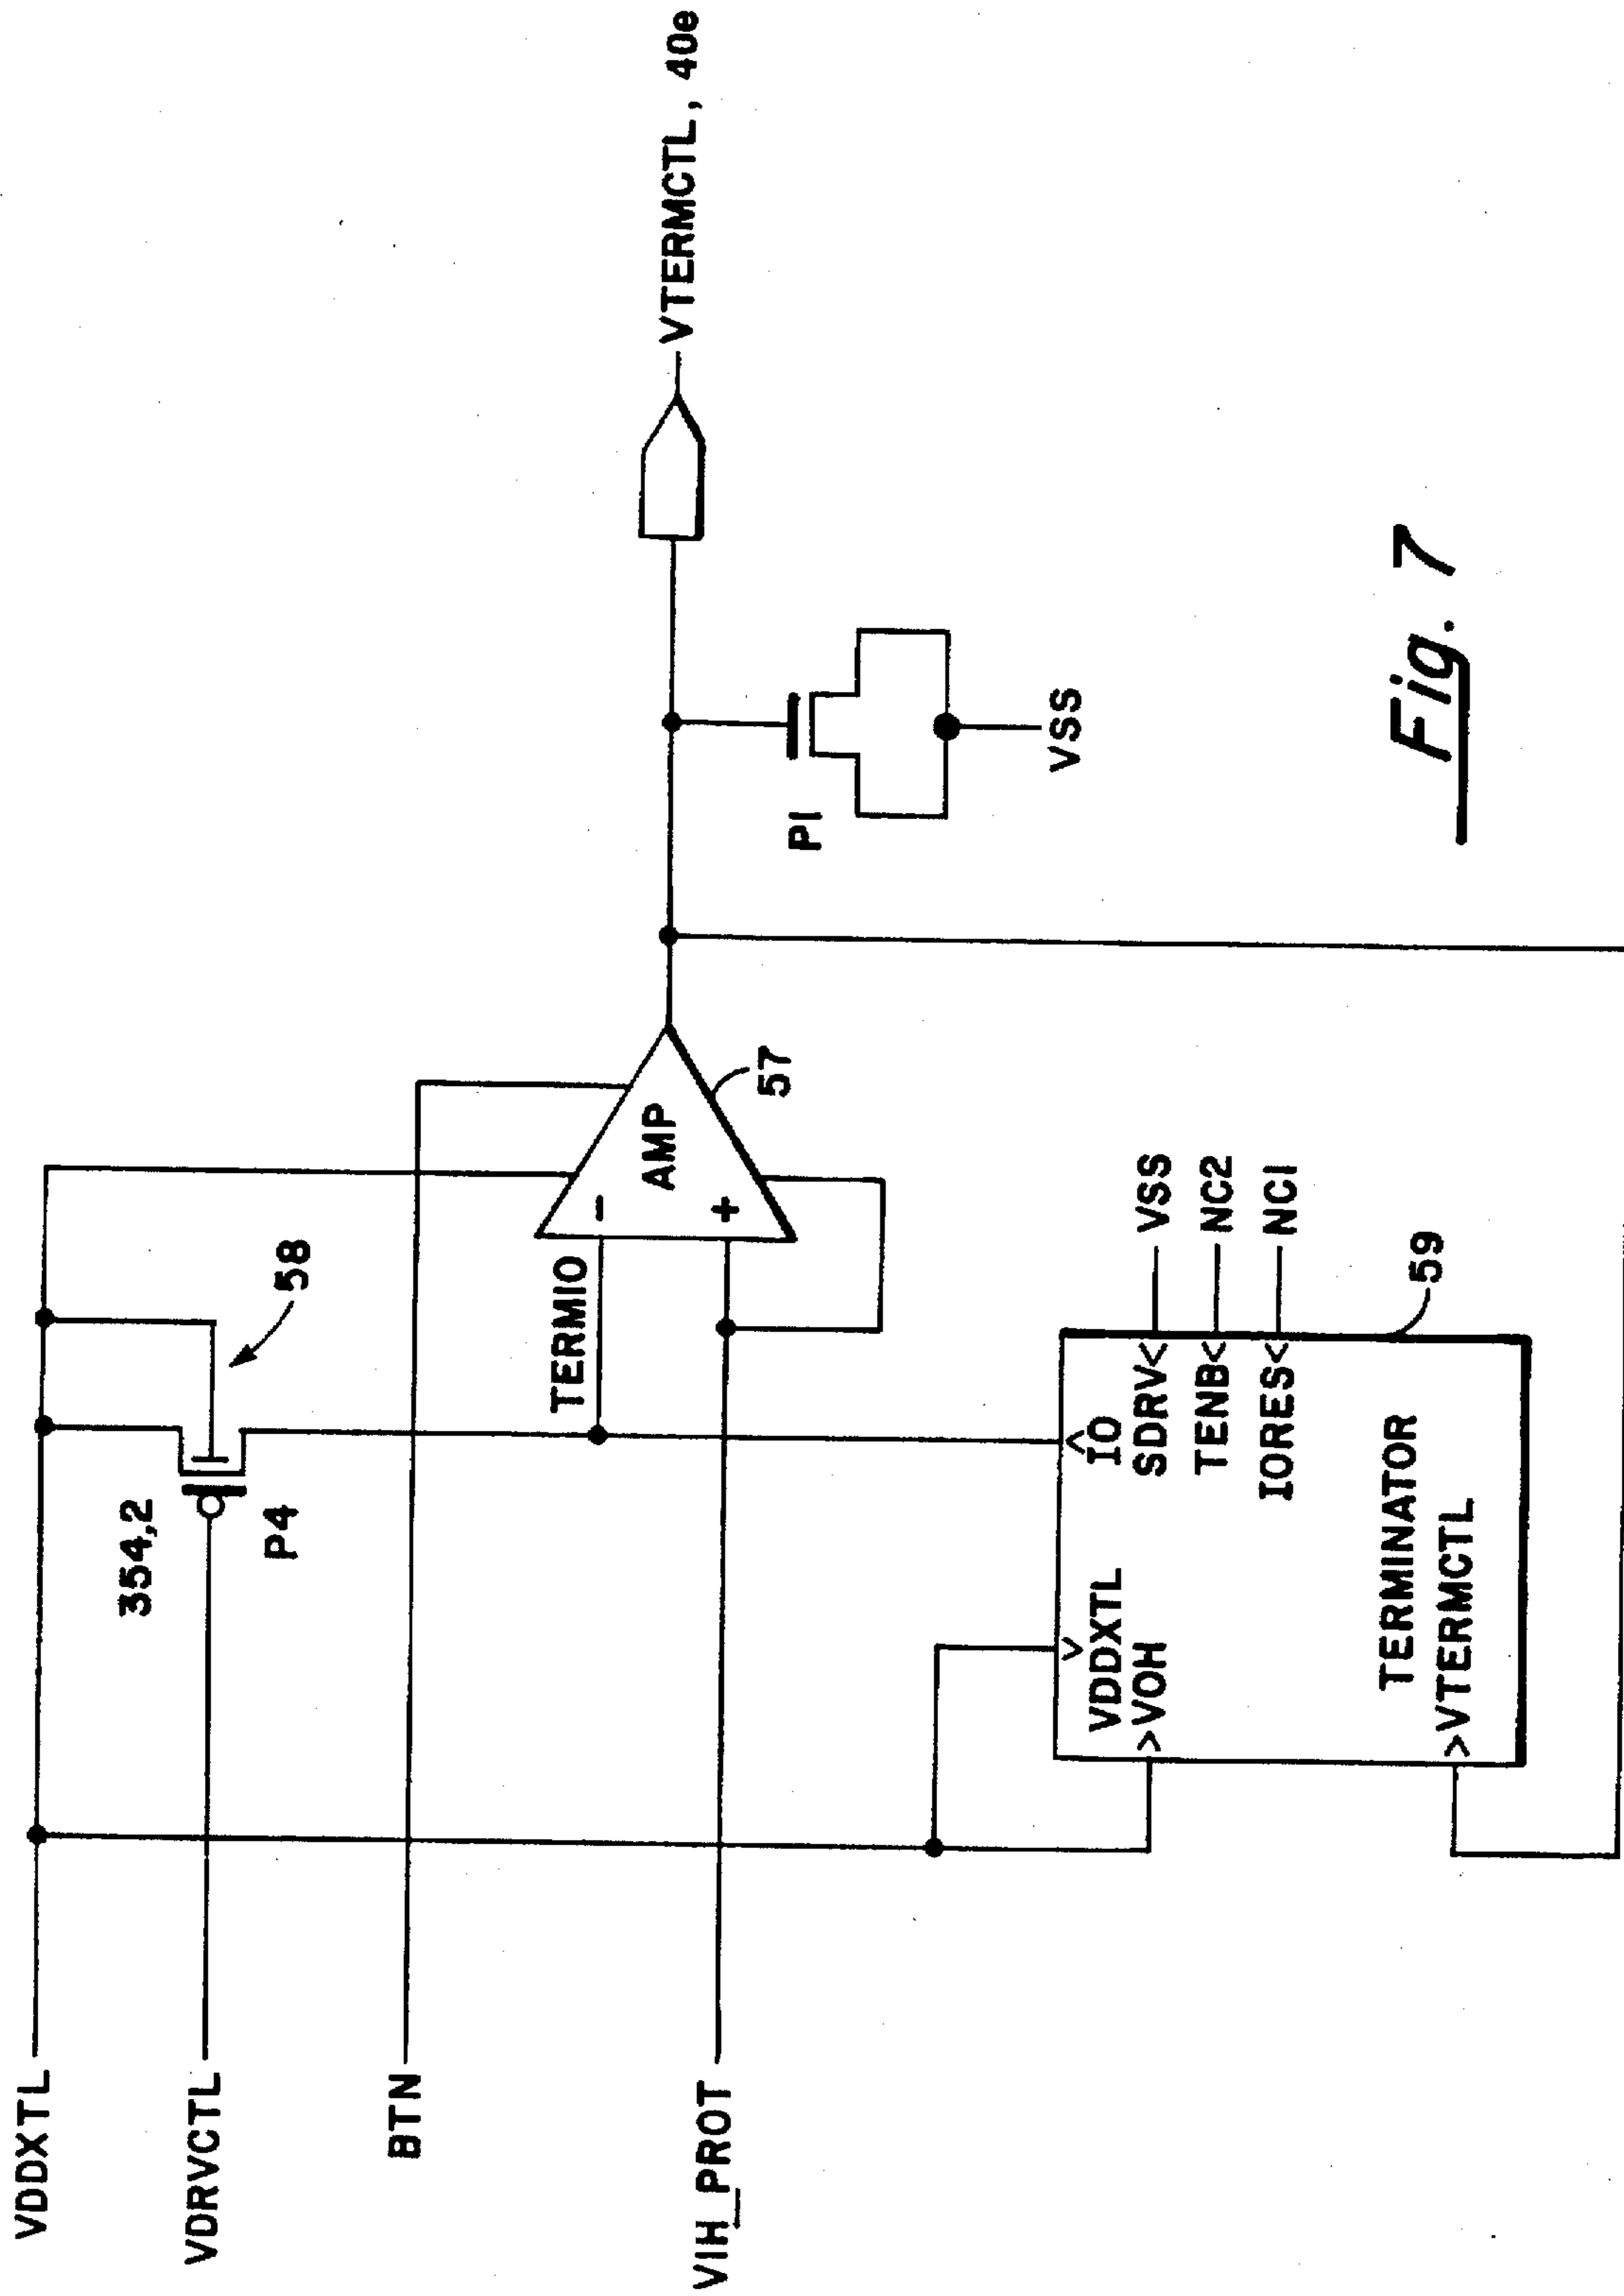 VDDXTL
VDRVCTL
BTN
VIH_PROT
354,2
P4
58
TERMIO
-
+
AMP
57
VTERMCTL, 40e
P1
VSS
VDDXTL
>VOH
IO
SDRV<
TENB<
IORES<
VSS
NC2
NC1
TERMINATOR
>VTERMCTL
59
Fig. 7